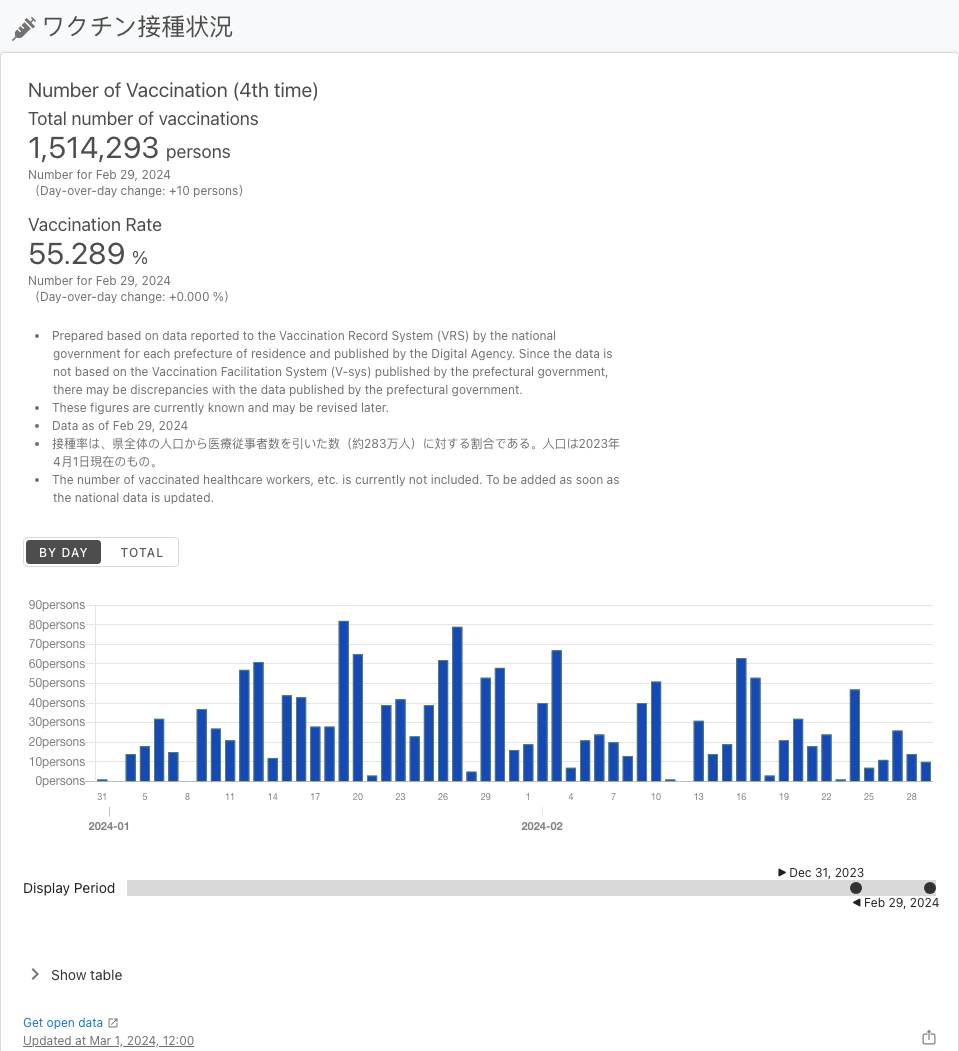 ワクチン接種状況
Number of Vaccination (4th time)
Total number of vaccinations
1,514,293 persons
Number for Feb 29, 2024
(Day-over-day change: +10 persons)
Vaccination Rate
55.289 %
Number for Feb 29, 2024
(Day-over-day change: +0.000 %)
• Prepared based on data reported to the Vaccination Record System (VRS) by the national
government for each prefecture of residence and published by the Digital Agency. Since the data is
not based on the Vaccination Facilitation System (V-sys) published by the prefectural government,
there may be discrepancies with the data published by the prefectural government.
• These figures are currently known and may be revised later.
• Data as of Feb 29, 2024
• 接種率は、県全体の人口から医療従事者数を引いた数（約283万人）に対する割合である。人口は2023年
4月1日現在のもの。
• The number of vaccinated healthcare workers, etc. is currently not included. To be added as soon as
the national data is updated.
BY DAY TOTAL
90persons
80persons
70persons
60persons
50persons
40persons
30persons
20persons
10persons
0persons
31 5 8 11 14 17 20 23 26 29 1 4 7 10 13 16 19 22 25 28
2024-01 2024-02
Dec 31, 2023
Display Period
Feb 29, 2024
Show table
Get open data
Updated at Mar 1, 2024, 12:00